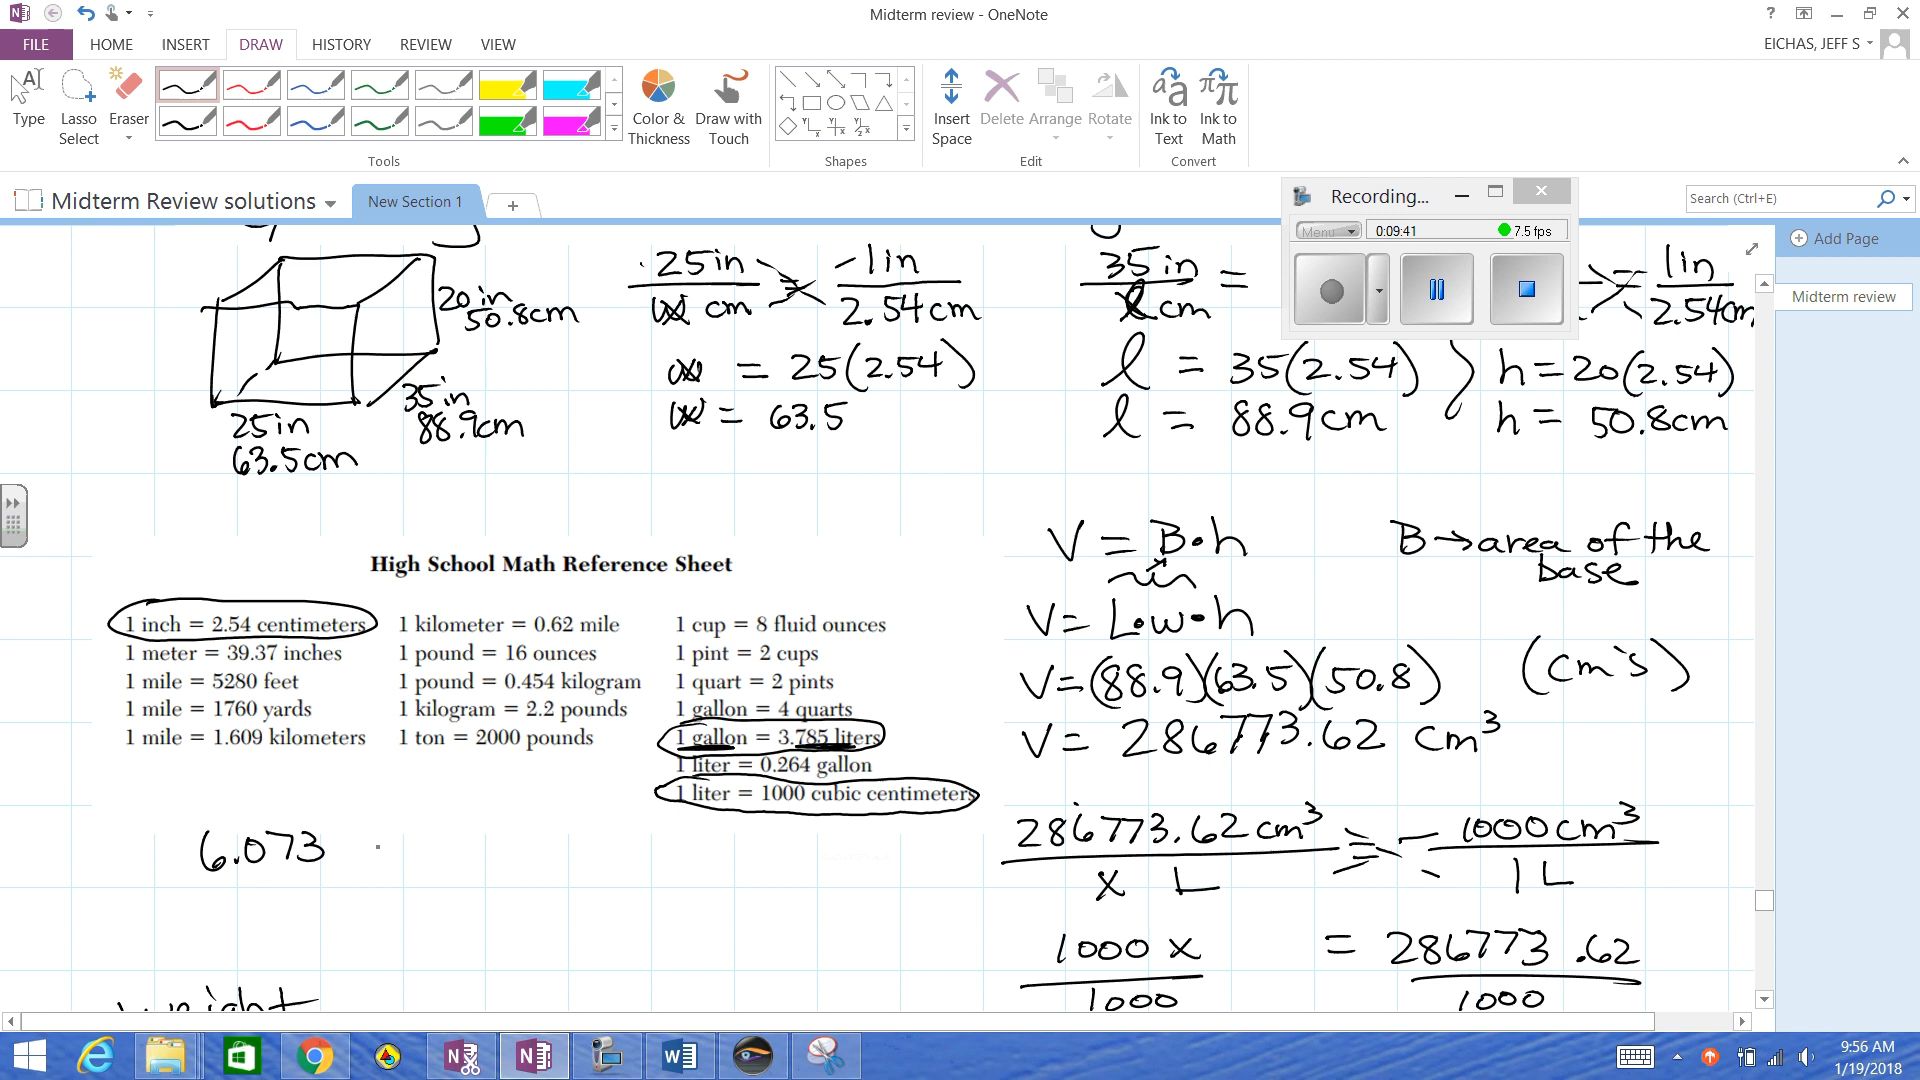 Midterm review - OneNote
EICHAS, JEFF S
FILE HOME INSERT DRAW HISTORY REVIEW VIEW
Type
Lasso Select
Eraser
Color & Thickness
Draw with Touch
Insert Space
Delete
Arrange
Rotate
Ink to Text
Ink to Math
Tools
Shapes
Edit
Convert
Midterm Review solutions
New Section 1
Recording...
Menu
0:09:41
7.5 fps
Search (Ctrl+E)
Add Page
Midterm review
20 in
50.8cm
35 in
88.9cm
25in
63.5cm
25in
w cm
1in
2.54cm
w = 25(2.54)
w = 63.5
35 in =
l cm
l = 35(2.54)
l = 88.9cm
= 1in
2.54cm
h = 20(2.54)
h = 50.8cm
V = B•h
B → area of the base
V = L•w•h
V = (88.9)(63.5)(50.8) (cm's)
V = 286773.62 cm³
286773.62 cm³ = 1000cm³
x L 1 L
1000 x = 286773.62
1000 1000
High School Math Reference Sheet
1 inch = 2.54 centimeters
1 meter = 39.37 inches
1 mile = 5280 feet
1 mile = 1760 yards
1 mile = 1.609 kilometers
1 kilometer = 0.62 mile
1 pound = 16 ounces
1 pound = 0.454 kilogram
1 kilogram = 2.2 pounds
1 ton = 2000 pounds
1 cup = 8 fluid ounces
1 pint = 2 cups
1 quart = 2 pints
1 gallon = 4 quarts
1 gallon = 3.785 liters
1 liter = 0.264 gallon
1 liter = 1000 cubic centimeters
6.073
9:56 AM
1/19/2018